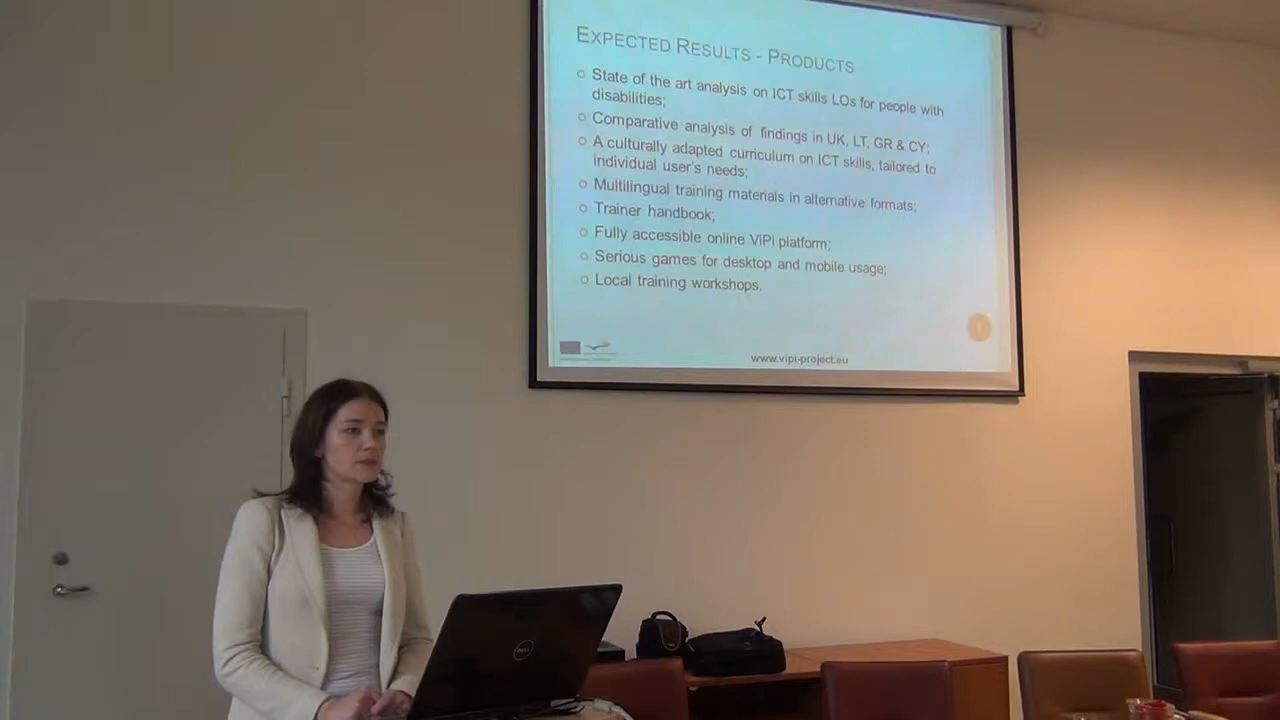 EXPECTED RESULTS - PRODUCTS
State of the art analysis on ICT skills LOs for people with
disabilities;
Comparative analysis of findings in UK, LT, GR & CY;
A culturally adapted curriculum on ICT skills, tailored to
individual user's needs;
Multilingual training materials in alternative formats;
Trainer handbook;
Fully accessible online ViPi platform;
Serious games for desktop and mobile usage;
Local training workshops.
www.vipi-project.eu
DELL